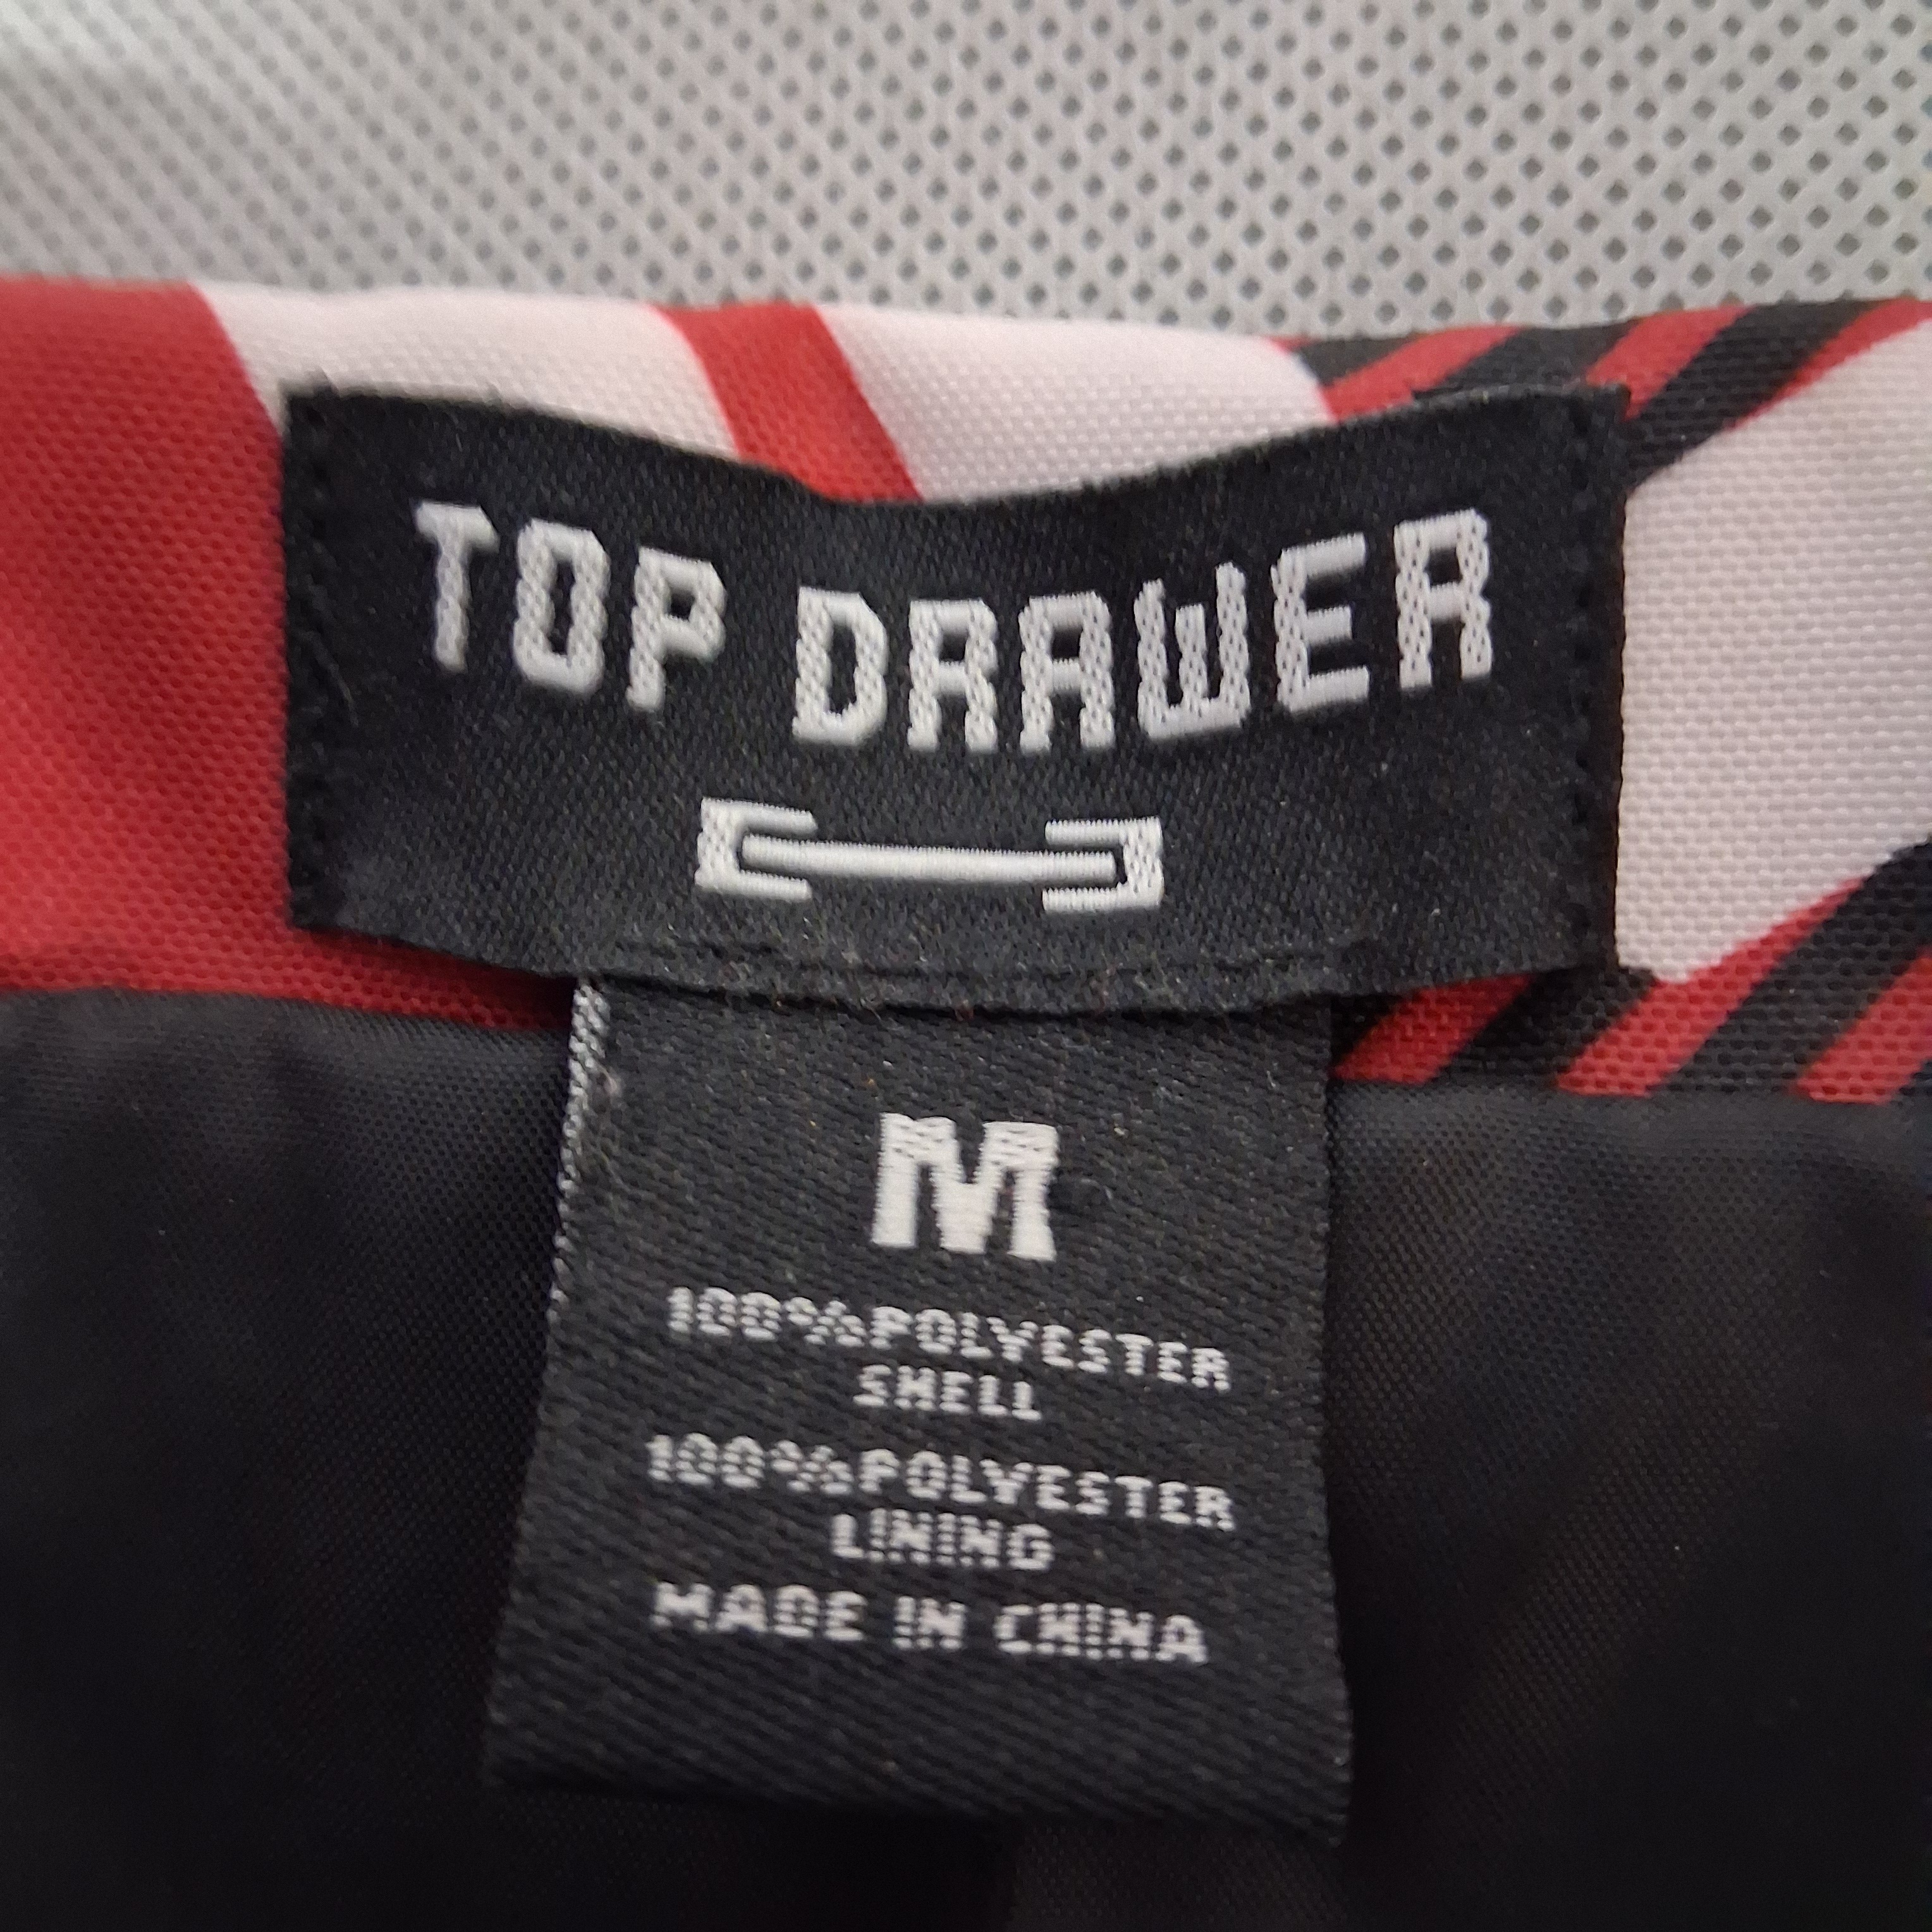 TOP DRAWER
M
100%POLYESTER
SHELL
100%POLYESTER
LINING
MADE IN CHINA